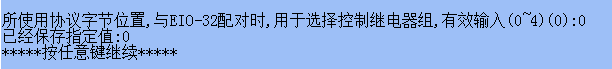 所使用协议字节位置,与EIO-32配对时,用于选择控制继电器组,有效输入(0~4)(0):0
已经保存指定值:0
*****按任意键继续*****